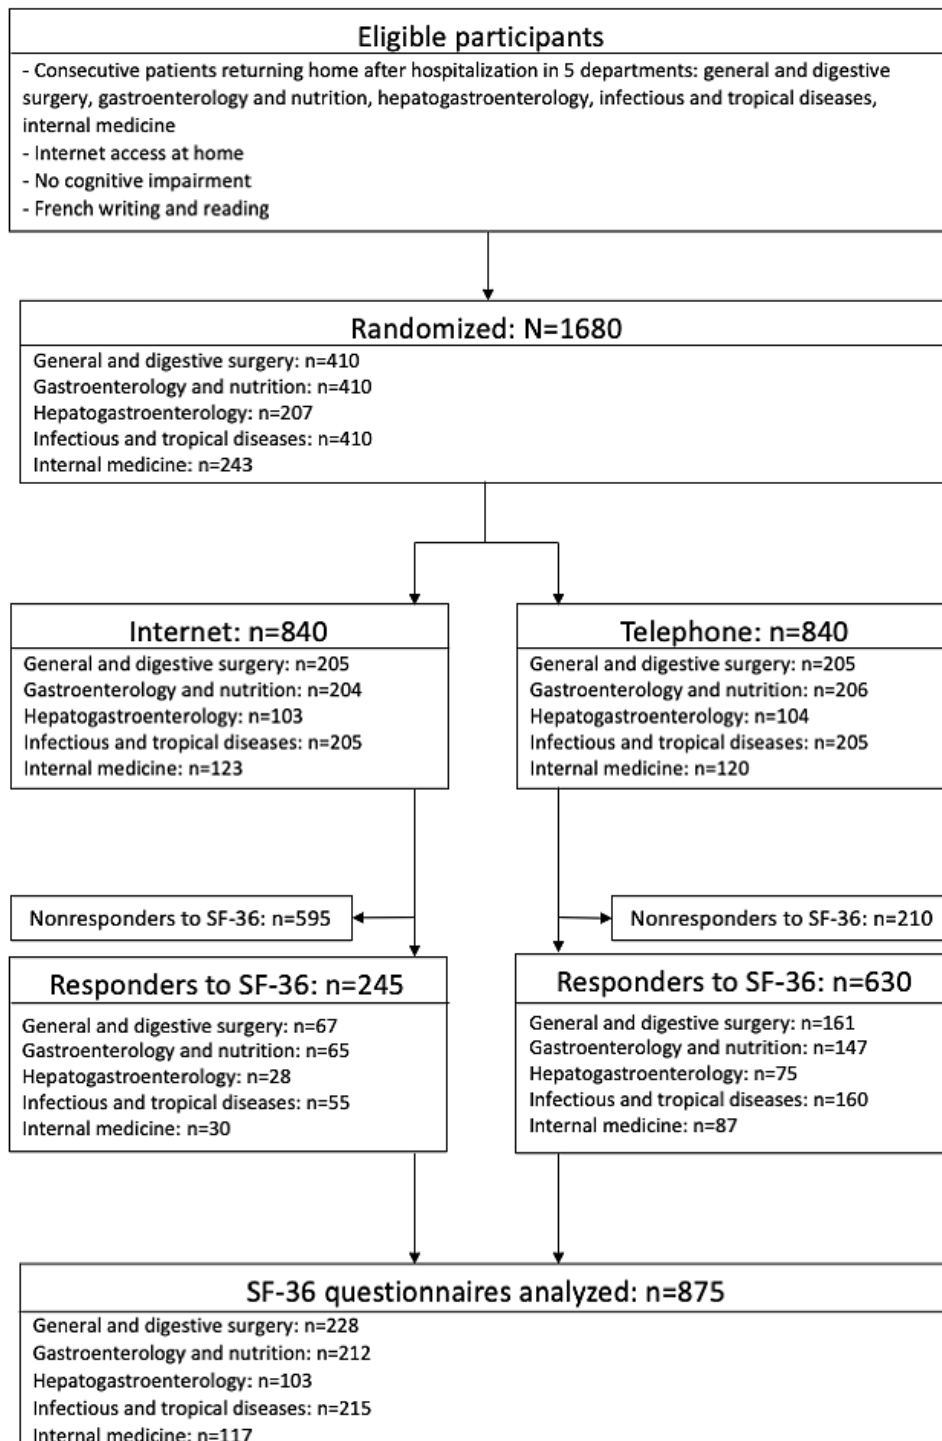 Eligible participants
- Consecutive patients returning home after hospitalization in 5 departments: general and digestive
surgery, gastroenterology and nutrition, hepatogastroenterology, infectious and tropical diseases,
internal medicine
- Internet access at home
- No cognitive impairment
- French writing and reading
Randomized: N=1680
General and digestive surgery: n=410
Gastroenterology and nutrition: n=410
Hepatogastroenterology: n=207
Infectious and tropical diseases: n=410
Internal medicine: n=243
Internet: n=840
General and digestive surgery: n=205
Gastroenterology and nutrition: n=204
Hepatogastroenterology: n=103
Infectious and tropical diseases: n=205
Internal medicine: n=123
Telephone: n=840
General and digestive surgery: n=205
Gastroenterology and nutrition: n=206
Hepatogastroenterology: n=104
Infectious and tropical diseases: n=205
Internal medicine: n=120
Nonresponders to SF-36: n=595
Nonresponders to SF-36: n=210
Responders to SF-36: n=245
General and digestive surgery: n=67
Gastroenterology and nutrition: n=65
Hepatogastroenterology: n=28
Infectious and tropical diseases: n=55
Internal medicine: n=30
Responders to SF-36: n=630
General and digestive surgery: n=161
Gastroenterology and nutrition: n=147
Hepatogastroenterology: n=75
Infectious and tropical diseases: n=160
Internal medicine: n=87
SF-36 questionnaires analyzed: n=875
General and digestive surgery: n=228
Gastroenterology and nutrition: n=212
Hepatogastroenterology: n=103
Infectious and tropical diseases: n=215
Internal medicine: n=117